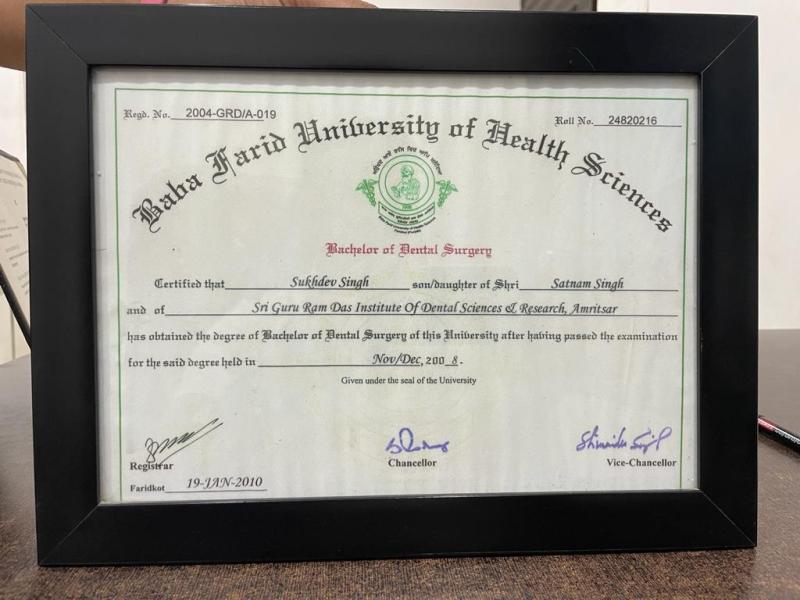 Regd. No. 2004-GRD/A-019
Roll No. 24820216
Baba Farid University of Health Sciences
Bachelor of Dental Surgery
Certified that Sukhdev Singh son/daughter of Shri Satnam Singh
and of Sri Guru Ram Das Institute Of Dental Sciences & Research, Amritsar
has obtained the degree of Bachelor of Dental Surgery of this University after having passed the examination
for the said degree held in Nov/Dec, 2008.
Given under the seal of the University
Registrar
Chancellor
Vice-Chancellor
Faridkot 19-JAN-2010